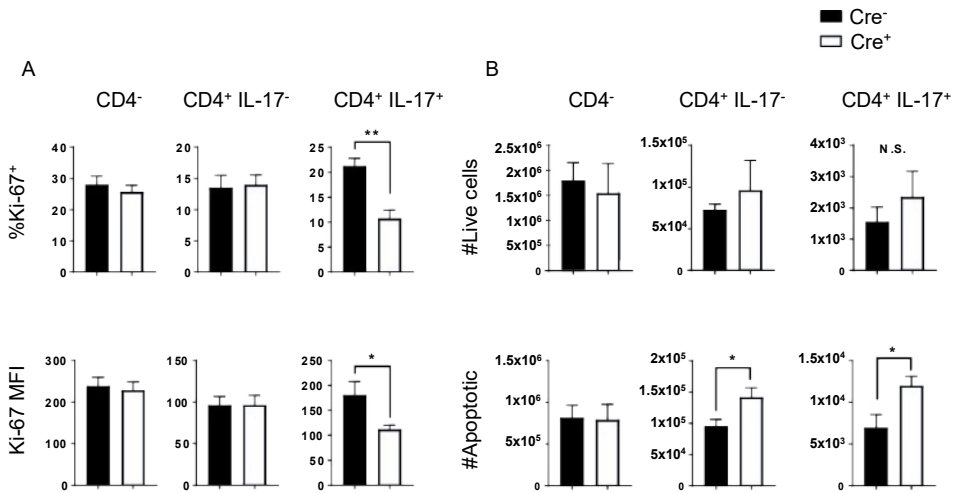 Cre⁻
Cre⁺
A
B
CD4⁻
CD4⁺ IL-17⁻
CD4⁺ IL-17⁺
CD4⁻
CD4⁺ IL-17⁻
CD4⁺ IL-17⁺
%Ki-67⁺
40
30
20
10
0
20
15
10
5
0
**
25
20
15
10
5
0
#Live cells
2.5x10⁶
2.0x10⁶
1.5x10⁶
1.0x10⁶
5x10⁵
0
1.5x10⁵
1x10⁵
5x10⁴
0
N.S.
4x10³
3x10³
2x10³
1x10³
0
Ki-67 MFI
300
200
100
0
150
100
50
0
*
250
200
150
100
50
0
#Apoptotic
1.5x10⁶
1x10⁶
5x10⁵
0
*
2x10⁵
1.5x10⁵
1x10⁵
5x10⁴
0
*
1.5x10⁴
1x10⁴
5x10³
0